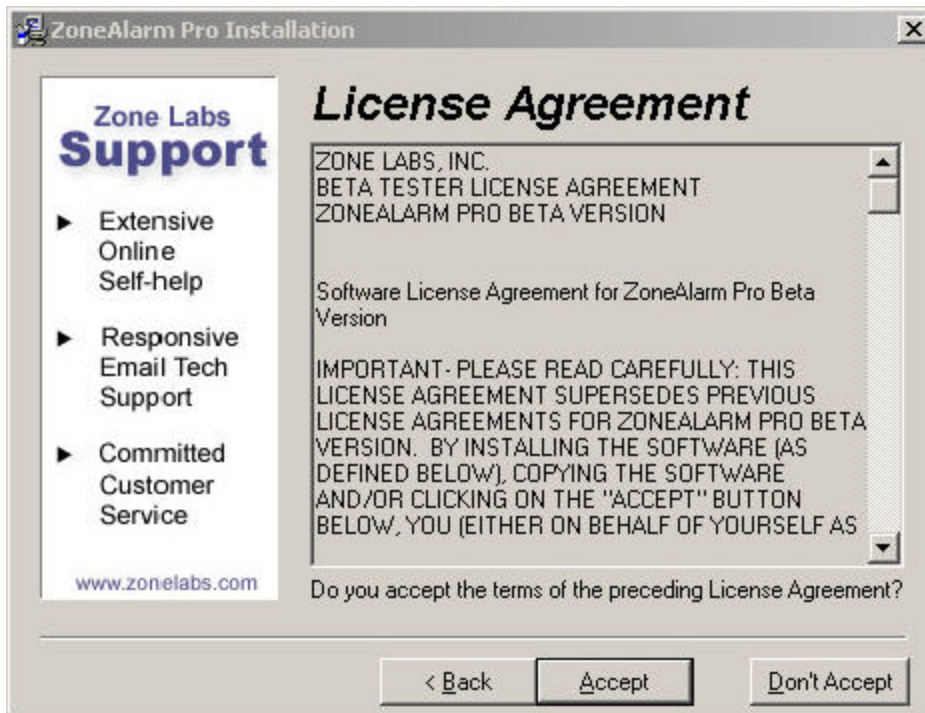 ZoneAlarm Pro Installation
Zone Labs
Support
Extensive
Online
Self-help
Responsive
Email Tech
Support
Committed
Customer
Service
www.zonelabs.com
License Agreement
ZONE LABS, INC.
BETA TESTER LICENSE AGREEMENT
ZONEALARM PRO BETA VERSION
Software License Agreement for ZoneAlarm Pro Beta
Version
IMPORTANT- PLEASE READ CAREFULLY: THIS
LICENSE AGREEMENT SUPERSEDES PREVIOUS
LICENSE AGREEMENTS FOR ZONEALARM PRO BETA
VERSION.  BY INSTALLING THE SOFTWARE (AS
DEFINED BELOW), COPYING THE SOFTWARE
AND/OR CLICKING ON THE "ACCEPT" BUTTON
BELOW, YOU (EITHER ON BEHALF OF YOURSELF AS
Do you accept the terms of the preceding License Agreement?
< Back
Accept
Don't Accept